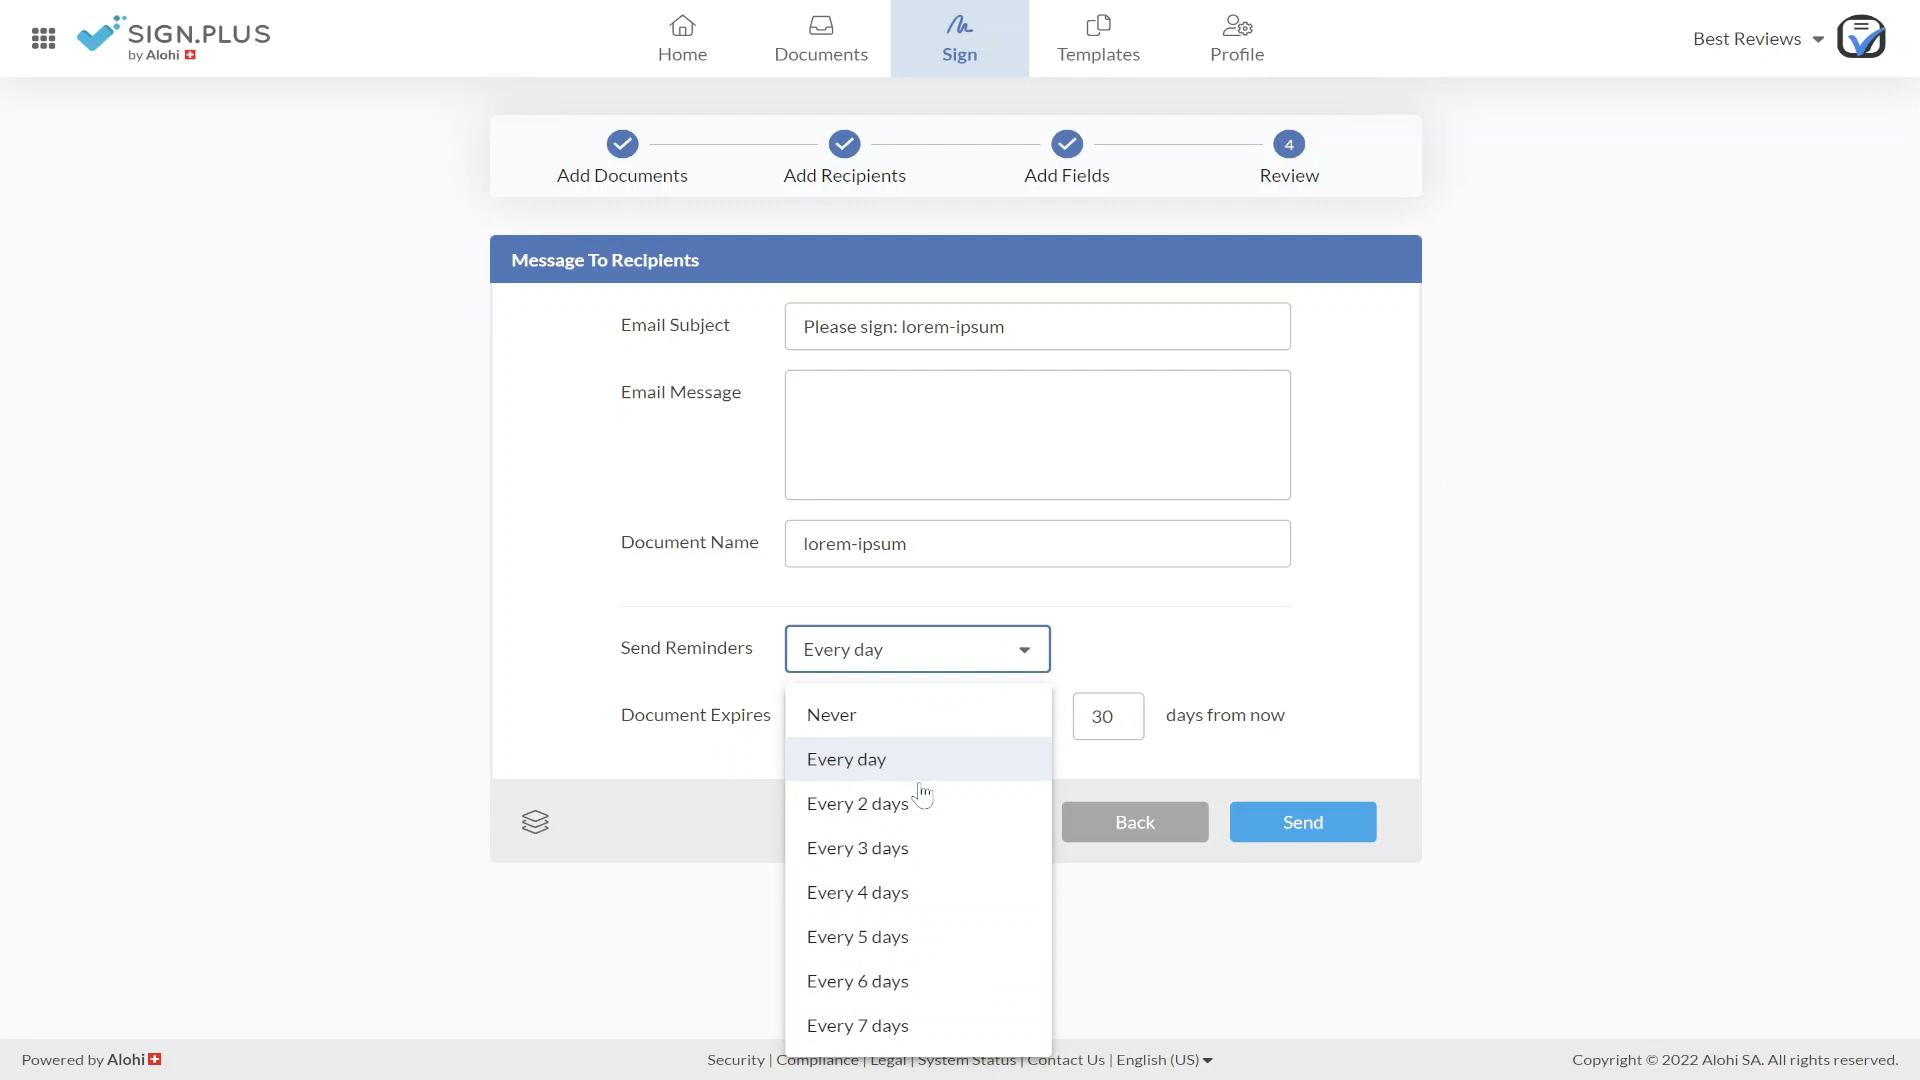 SIGN.PLUS
by Alohi
Home
Documents
Sign
Templates
Profile
Best Reviews
4
Add Documents
Add Recipients
Add Fields
Review
Message To Recipients
Email Subject
Please sign: lorem-ipsum
Email Message
Document Name
lorem-ipsum
Send Reminders
Every day
Document Expires
30
days from now
Never
Every day
Every 2 days
Every 3 days
Every 4 days
Every 5 days
Every 6 days
Every 7 days
Back
Send
Powered by Alohi
Security | Compliance | Legal | System Status | Contact Us | English (US)
Copyright © 2022 Alohi SA. All rights reserved.